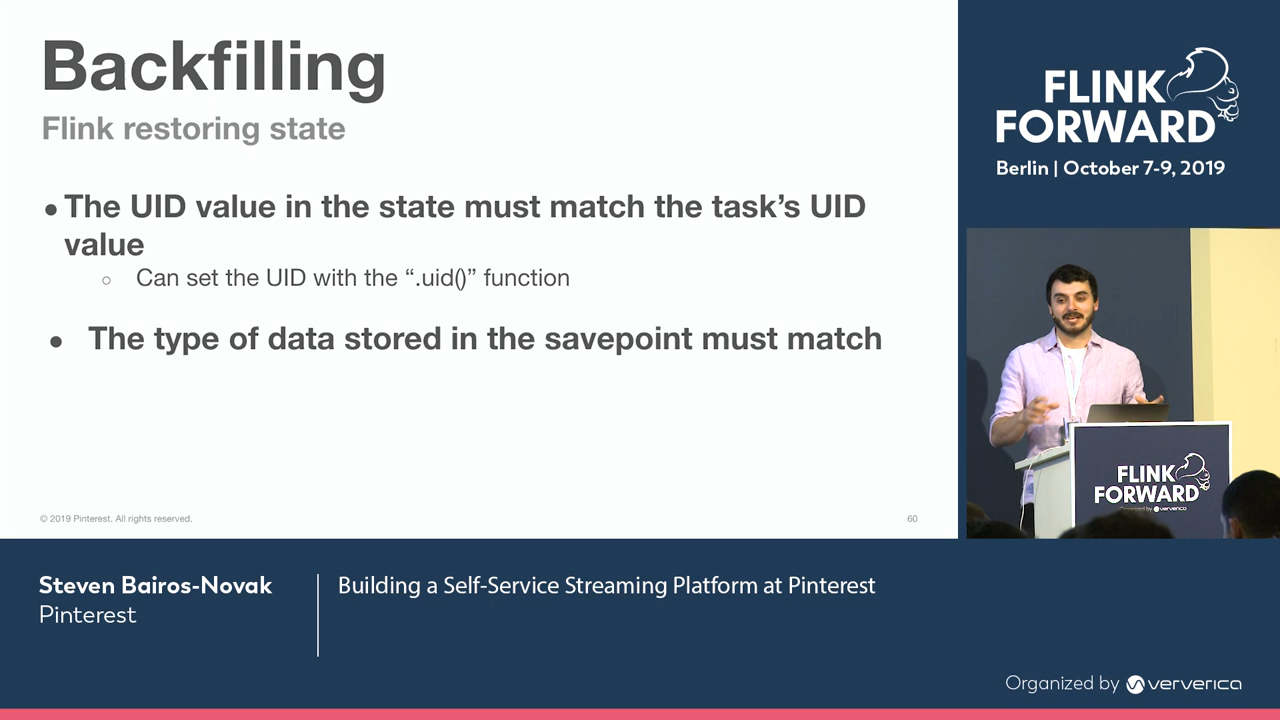 Backfilling
Flink restoring state
● The UID value in the state must match the task’s UID
value
○ Can set the UID with the “.uid()” function
● The type of data stored in the savepoint must match
© 2019 Pinterest. All rights reserved.
60
FLINK
FORWARD
Berlin | October 7-9, 2019
FLINK
FORWARD
Organized by ververica
Steven Bairos-Novak
Pinterest
Building a Self-Service Streaming Platform at Pinterest
Organized by ververica